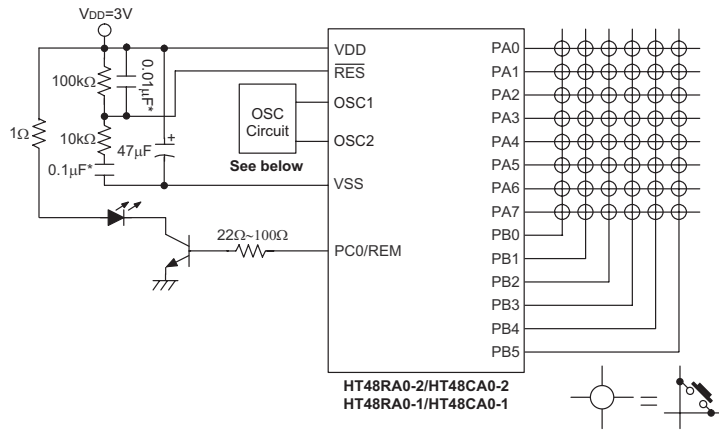 VDD=3V
VDD
PA0
RES
PA1
100kΩ
0.01μF*
OSC1
PA2
OSC Circuit
PA3
1Ω
10kΩ
47μF
+
OSC2
PA4
See below
PA5
0.1μF*
VSS
PA6
PA7
PB0
22Ω~100Ω
PC0/REM
PB1
PB2
PB3
PB4
PB5
HT48RA0-2/HT48CA0-2
HT48RA0-1/HT48CA0-1
=